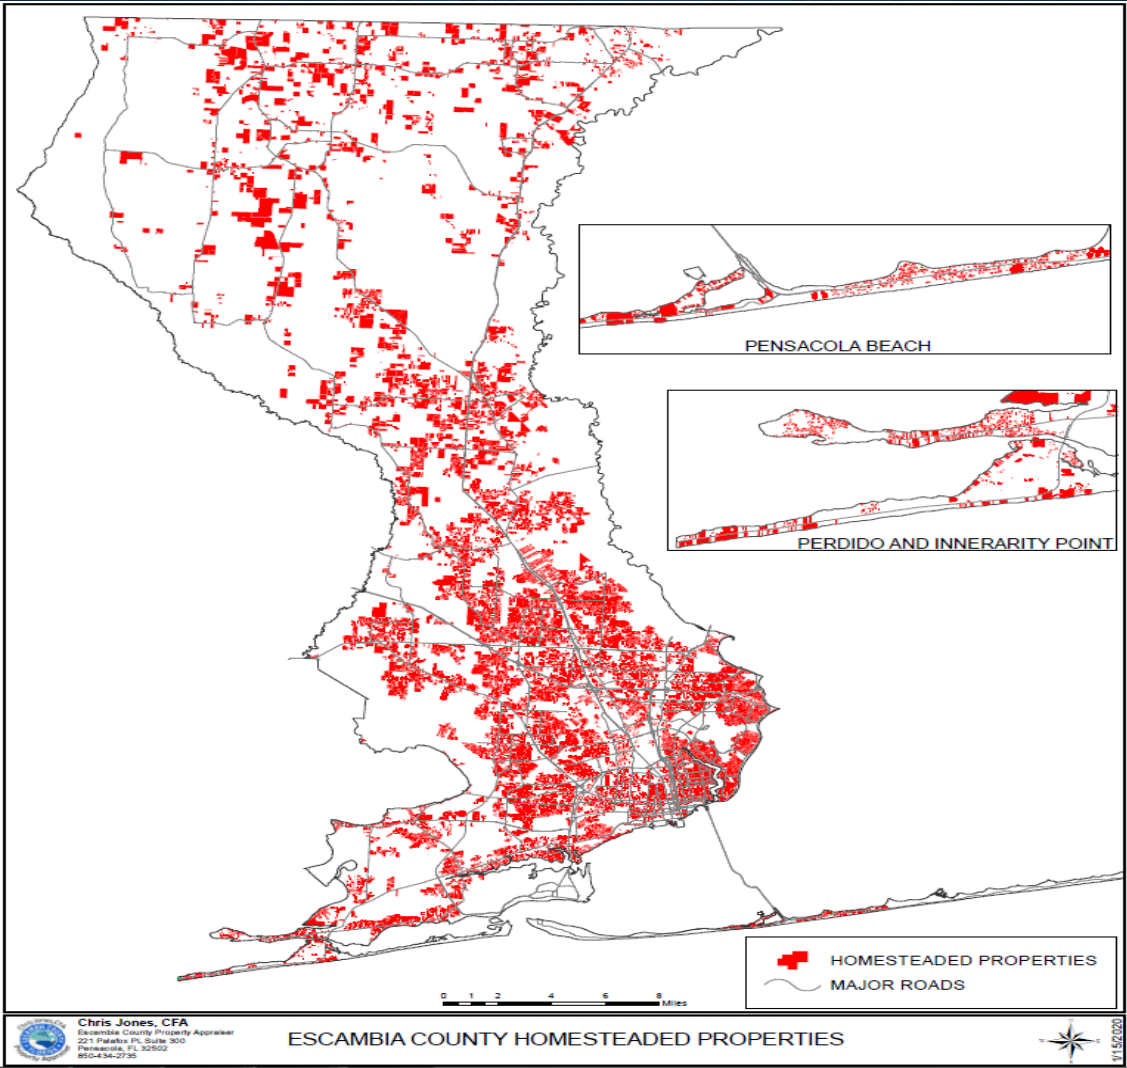 PENSACOLA BEACH
PERDIDO AND INNERARITY POINT
HOMESTEADED PROPERTIES
MAJOR ROADS
0 1 2 4 6 8
Miles
Chris Jones, CFA
Escambia County Property Appraiser
221 Palafox PL Suite 300
Pensacola, FL 32502
850-434-2735
ESCAMBIA COUNTY HOMESTEADED PROPERTIES
1/15/2020